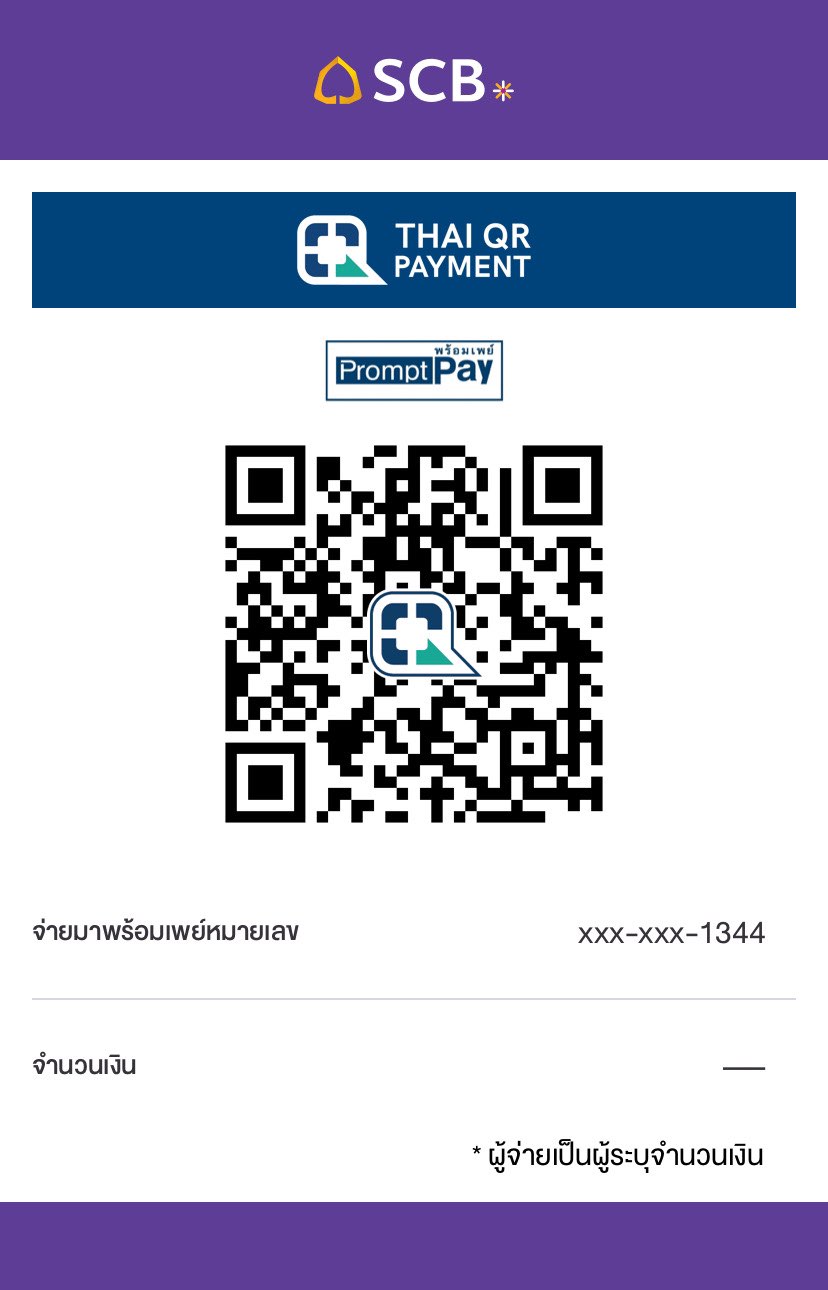 SCB
THAI QR
PAYMENT
พร้อมเพย์
PromptPay
จ่ายมาพร้อมเพย์หมายเลข xxx-xxx-1344
จำนวนเงิน —
* ผู้จ่ายเป็นผู้ระบุจำนวนเงิน